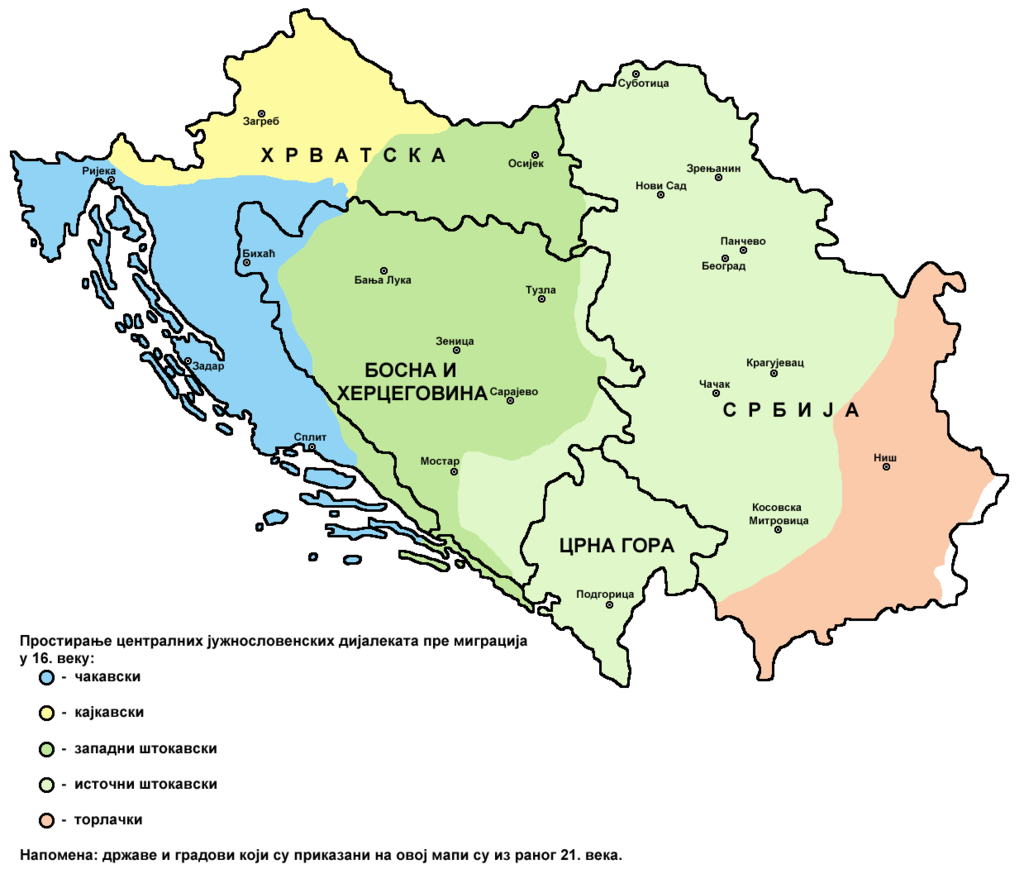 Суботица
Загреб
ХРВАТСКА
Осијек
Ријека
Зрењанин
Нови Сад
Панчево
Београд
Бихаћ
Бања Лука
Тузла
Зеница
Крагујевац
Задар
БОСНА И
ХЕРЦЕГОВИНА
Сарајево
Чачак
СРБИЈА
Сплит
Мостар
Ниш
Косовска
Митровица
ЦРНА ГОРА
Подгорица
Простирање централних јужнословенских дијалеката пре миграција
у 16. веку:
- чакавски
- кајкавски
- западни штокавски
- источни штокавски
- торлачки
Напомена: државе и градови који су приказани на овој мапи су из раног 21. века.